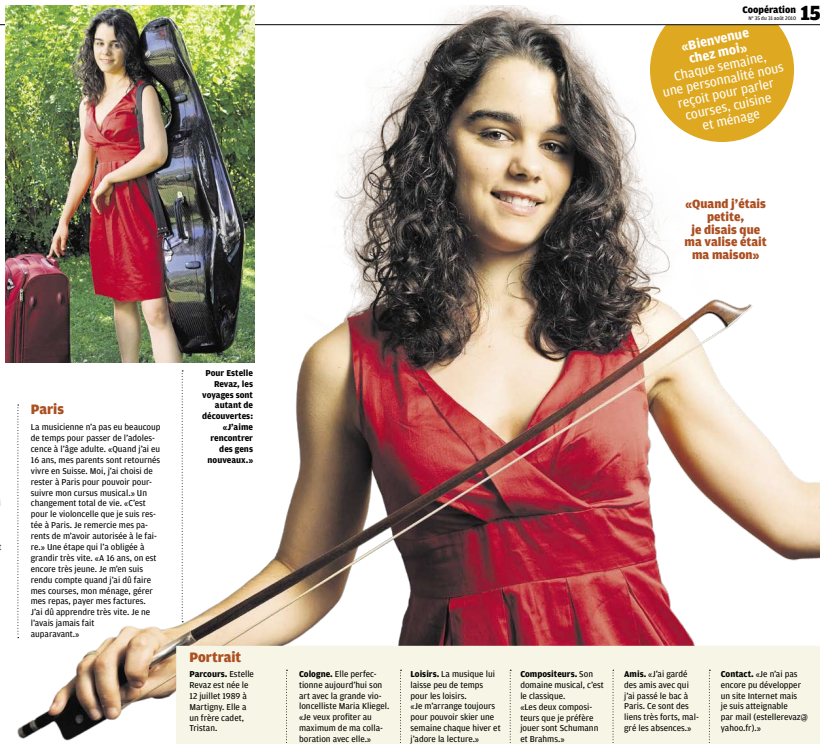 Coopération 15
N° 35 du 31 août 2010
«Bienvenue
chez moi»
Chaque semaine,
une personnalité nous
reçoit pour parler
courses, cuisine
et ménage
«Quand j'étais
petite,
je disais que
ma valise était
ma maison»
Pour Estelle
Revaz, les
voyages sont
autant de
découvertes:
«J'aime
rencontrer
des gens
nouveaux.»
Paris
La musicienne n'a pas eu beaucoup
de temps pour passer de l'adoles-
cence à l'âge adulte. «Quand j'ai eu
16 ans, mes parents sont retournés
vivre en Suisse. Moi, j'ai choisi de
rester à Paris pour pouvoir pour-
suivre mon cursus musical.» Un
changement total de vie. «C'est
pour le violoncelle que je suis res-
tée à Paris. Je remercie mes pa-
rents de m'avoir autorisée à le fai-
re.» Une étape qui l'a obligée à
grandir très vite. «A 16 ans, on est
encore très jeune. Je m'en suis
rendu compte quand j'ai dû faire
mes courses, mon ménage, gérer
mes repas, payer mes factures.
J'ai dû apprendre très vite. Je ne
l'avais jamais fait
auparavant.»
Portrait
Parcours. Estelle
Revaz est née le
12 juillet 1989 à
Martigny. Elle a
un frère cadet,
Tristan.
Cologne. Elle perfec-
tionne aujourd'hui son
art avec la grande vio-
loncelliste Maria Kliegel.
«Je veux profiter au
maximum de ma colla-
boration avec elle.»
Loisirs. La musique lui
laisse peu de temps
pour les loisirs.
«Je m'arrange toujours
pour pouvoir skier une
semaine chaque hiver et
j'adore la lecture.»
Compositeurs. Son
domaine musical, c'est
le classique.
«Les deux composi-
teurs que je préfère
jouer sont Schumann
et Brahms.»
Amis. «J'ai gardé
des amis avec qui
j'ai passé le bac à
Paris. Ce sont des
liens très forts, mal-
gré les absences.»
Contact. «Je n'ai pas
encore pu développer
un site Internet mais
je suis atteignable
par mail (estellerevaz@
yahoo.fr).»